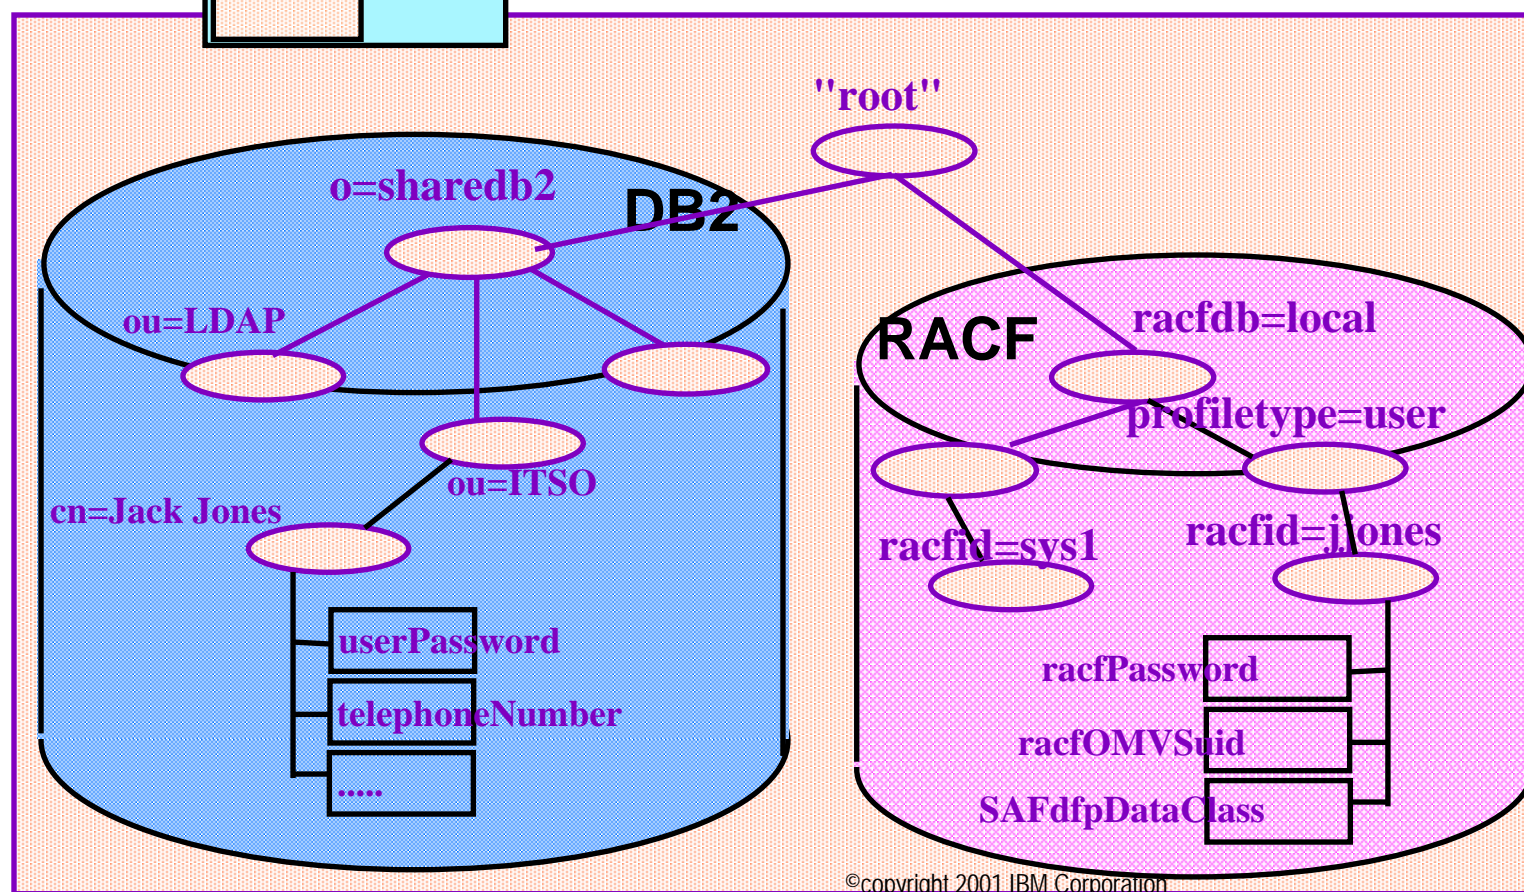 "root"
o=sharedb2
DB2
ou=LDAP
ou=ITSO
cn=Jack Jones
userPassword
telephoneNumber
.....
RACF
racfdb=local
profiletype=user
racfid=sys1
racfid=jjones
racfPassword
racfOMVSuid
SAFdfpDataClass
©copyright 2001 IBM Corporation